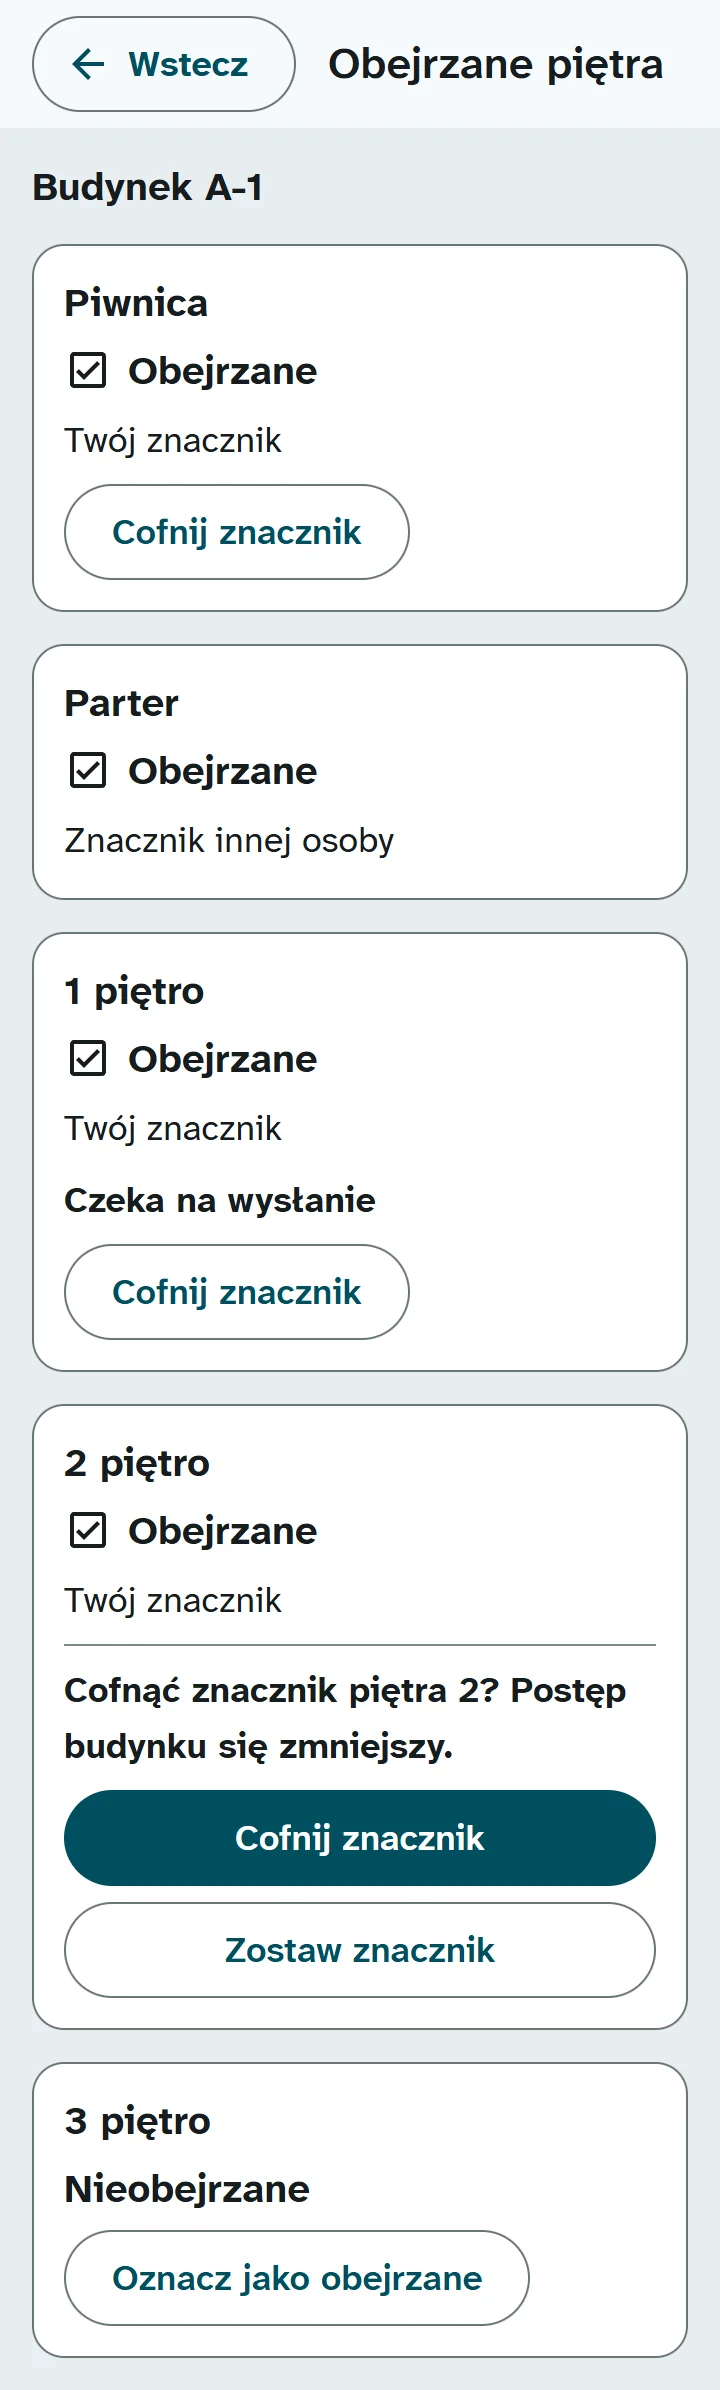 Wstecz
Obejrzane piętra
Budynek A-1
Piwnica
Obejrzane
Twój znacznik
Cofnij znacznik
Parter
Obejrzane
Znacznik innej osoby
1 piętro
Obejrzane
Twój znacznik
Czeka na wysłanie
Cofnij znacznik
2 piętro
Obejrzane
Twój znacznik
Cofnąć znacznik piętra 2? Postęp
budynku się zmniejszy.
Cofnij znacznik
Zostaw znacznik
3 piętro
Nieobejrzane
Oznacz jako obejrzane